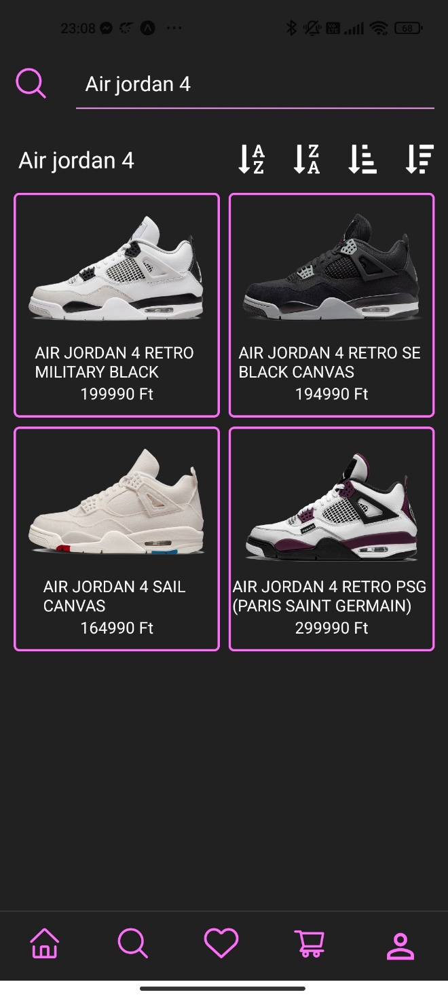 23:08
68
Air jordan 4
Air jordan 4
A
Z
Z
A
AIR JORDAN 4 RETRO
MILITARY BLACK
199990 Ft
AIR JORDAN 4 RETRO SE
BLACK CANVAS
194990 Ft
AIR JORDAN 4 SAIL
CANVAS
164990 Ft
AIR JORDAN 4 RETRO PSG
(PARIS SAINT GERMAIN)
299990 Ft